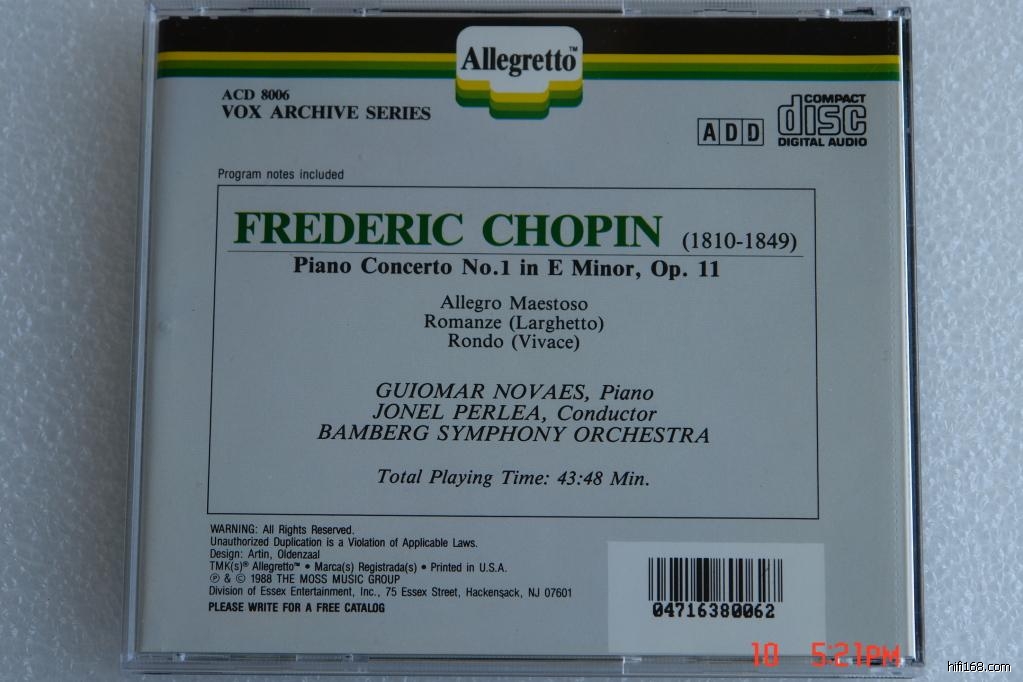 Allegretto™
ACD 8006
VOX ARCHIVE SERIES
ADD
COMPACT
disc
DIGITAL AUDIO
Program notes included
FREDERIC CHOPIN (1810-1849)
Piano Concerto No.1 in E Minor, Op. 11
Allegro Maestoso
Romanze (Larghetto)
Rondo (Vivace)
GUIOMAR NOVAES, Piano
JONEL PERLEA, Conductor
BAMBERG SYMPHONY ORCHESTRA
Total Playing Time: 43:48 Min.
WARNING: All Rights Reserved.
Unauthorized Duplication is a Violation of Applicable Laws.
Design: Artin, Oldenzaal
TMK(s)® Allegretto™ • Marca(s) Registrada(s) • Printed in U.S.A.
℗ & © 1988 THE MOSS MUSIC GROUP
Division of Essex Entertainment, Inc., 75 Essex Street, Hackensack, NJ 07601
PLEASE WRITE FOR A FREE CATALOG
04716380062
10 5:21PM
hifi168.com